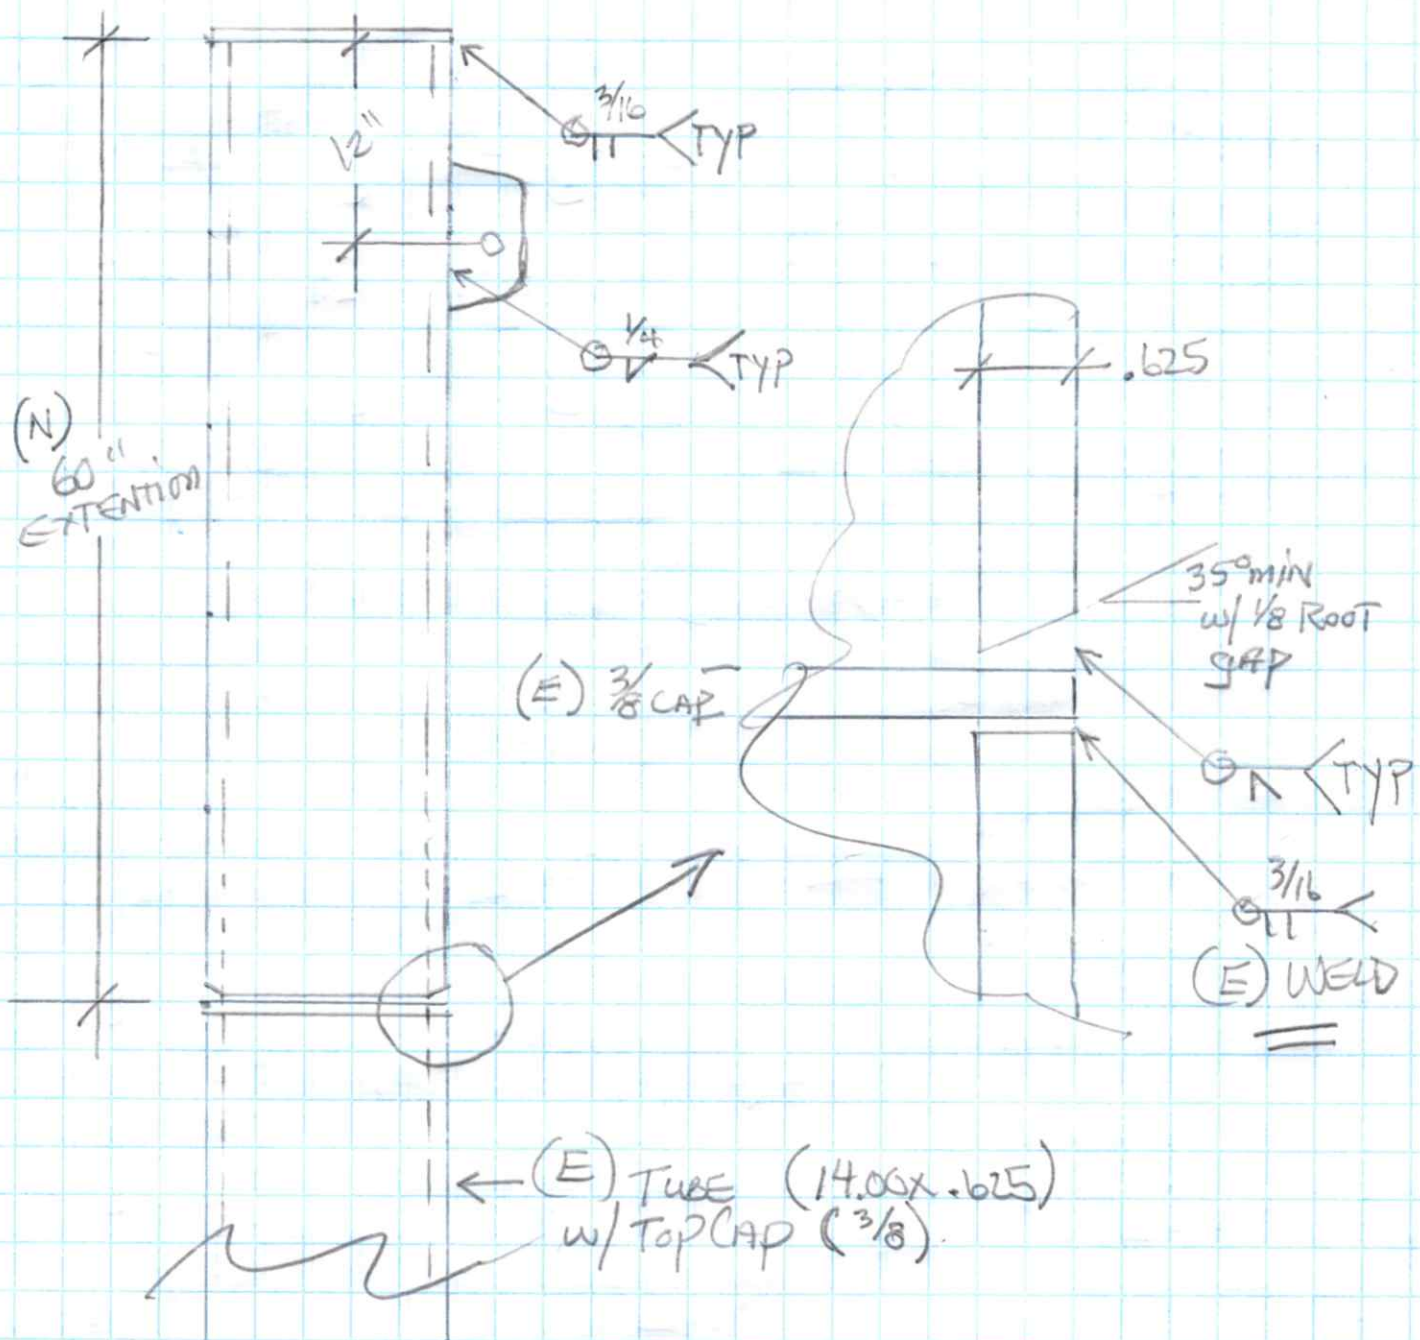 12"
3/16
TYP
1/4
TYP
(N)
60"
EXTENTION
.625
35° MIN
W/ 1/8 ROOT
GAP
(E) 3/8 CAP
TYP
3/16
(E) WELD
(E) TUBE (14.00X.625)
W/ TOP CAP (3/8)